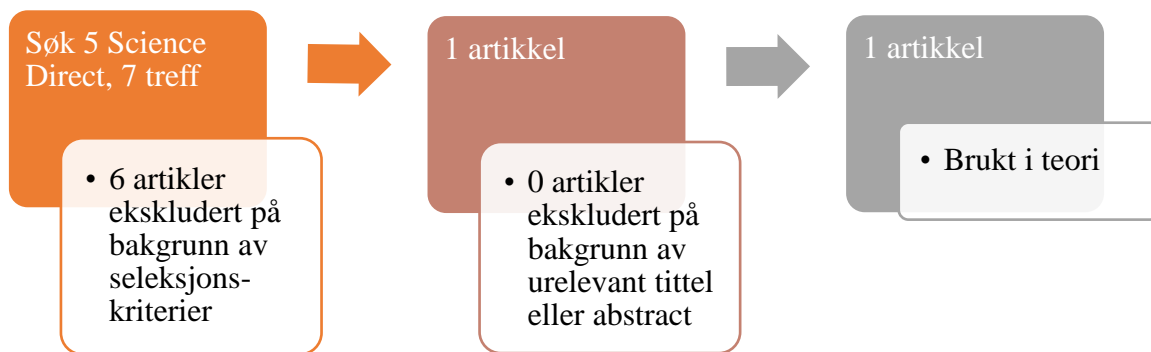 Søk 5 Science
Direct, 7 treff
• 6 artikler
ekskludert på
bakgrunn av
seleksjons-
kriterier
1 artikkel
• 0 artikler
ekskludert på
bakgrunn av
urelevant tittel
eller abstract
1 artikkel
• Brukt i teori